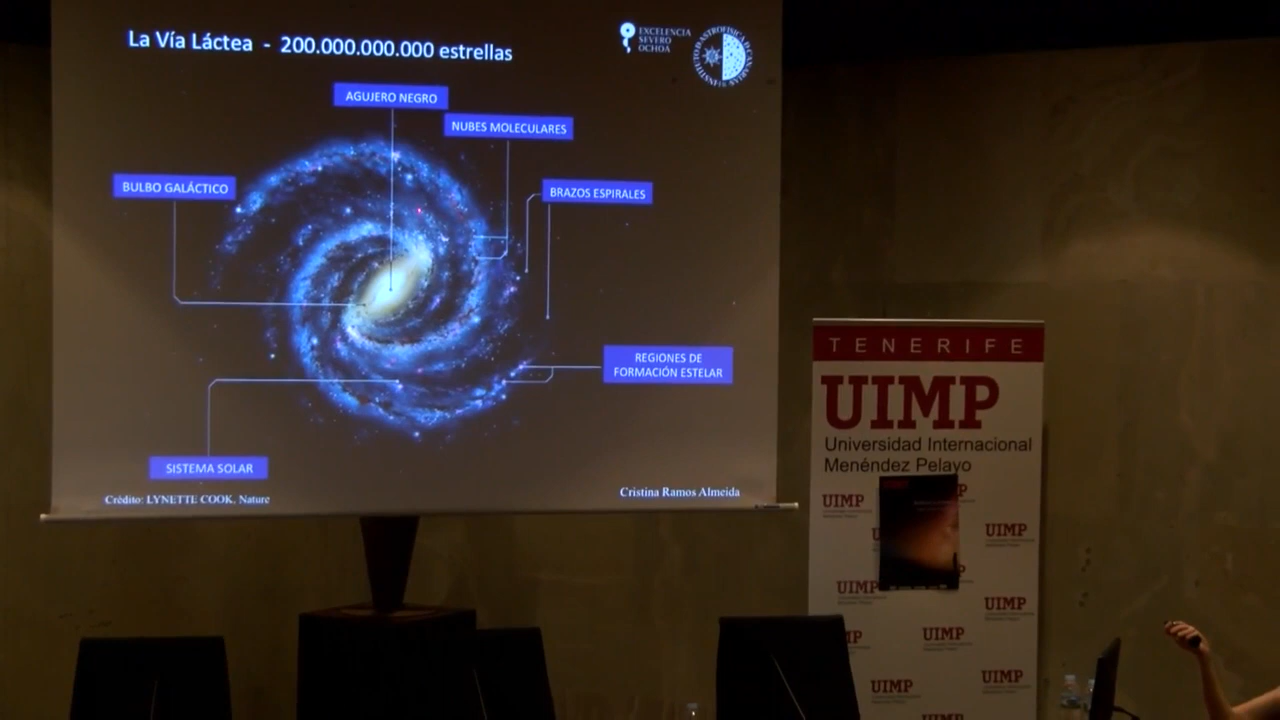 La Vía Láctea - 200.000.000.000 estrellas
EXCELENCIA
SEVERO
OCHOA
AGUJERO NEGRO
NUBES MOLECULARES
BULBO GALÁCTICO
BRAZOS ESPIRALES
REGIONES DE
FORMACIÓN ESTELAR
SISTEMA SOLAR
Crédito: LYNETTE COOK, Nature
Cristina Ramos Almeida
TENERIFE
UIMP
Universidad Internacional
Menéndez Pelayo
UIMP
UIMP
UIMP
UIMP
UIMP
UIMP
UIMP
UIMP